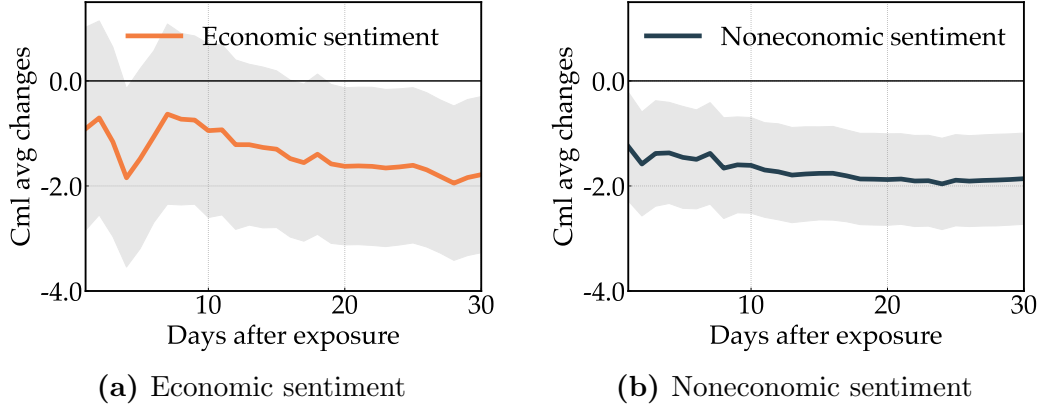 Economic sentiment
0.0
-2.0
-4.0
Cml avg changes
10
20
30
Days after exposure
(a) Economic sentiment
Noneconomic sentiment
0.0
-2.0
-4.0
Cml avg changes
10
20
30
Days after exposure
(b) Noneconomic sentiment